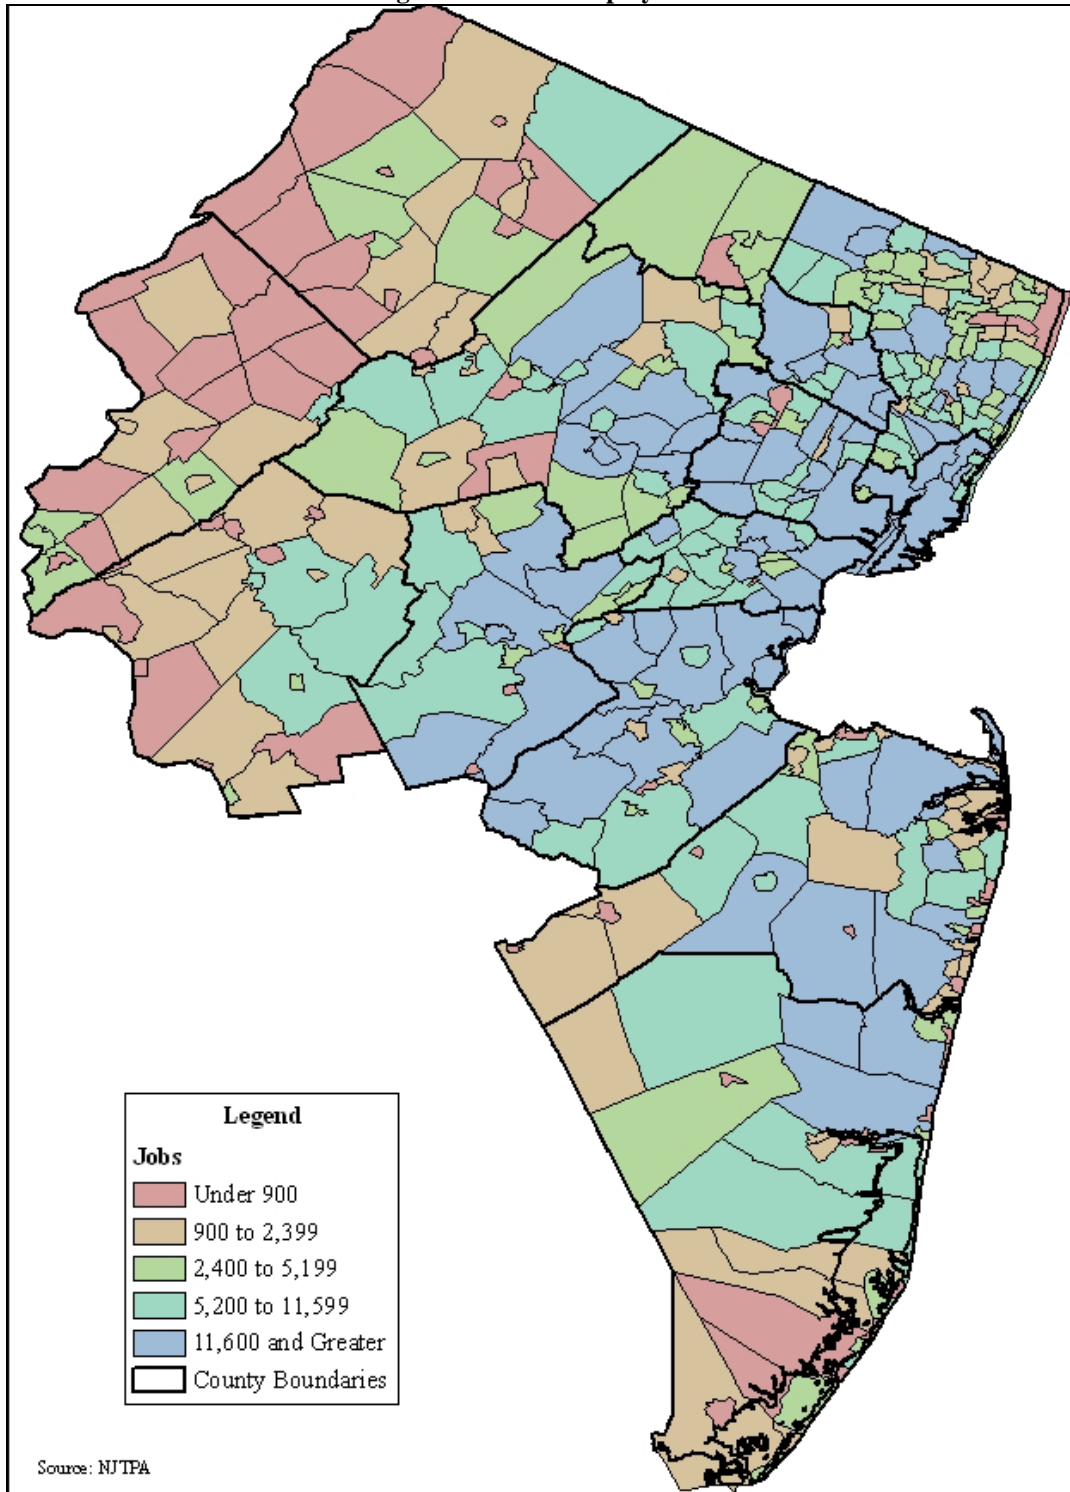 Legend
Jobs
Under 900
900 to 2,399
2,400 to 5,199
5,200 to 11,599
11,600 and Greater
County Boundaries
Source: NJTPA